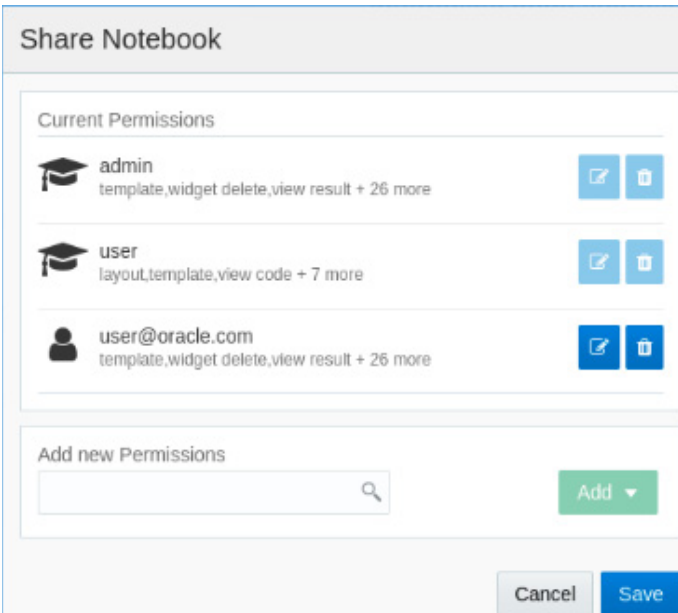 Share Notebook
Current Permissions
admin
template,widget delete,view result + 26 more
user
layout,template,view code + 7 more
user@oracle.com
template,widget delete,view result + 26 more
Add new Permissions
Add
Cancel
Save